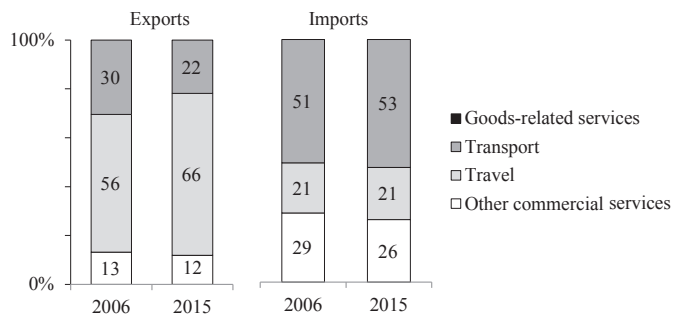 Exports Imports
100%
30 22 51 53
56 66 21 21
13 12 29 26
0%
2006 2015 2006 2015
Goods-related services
Transport
Travel
Other commercial services